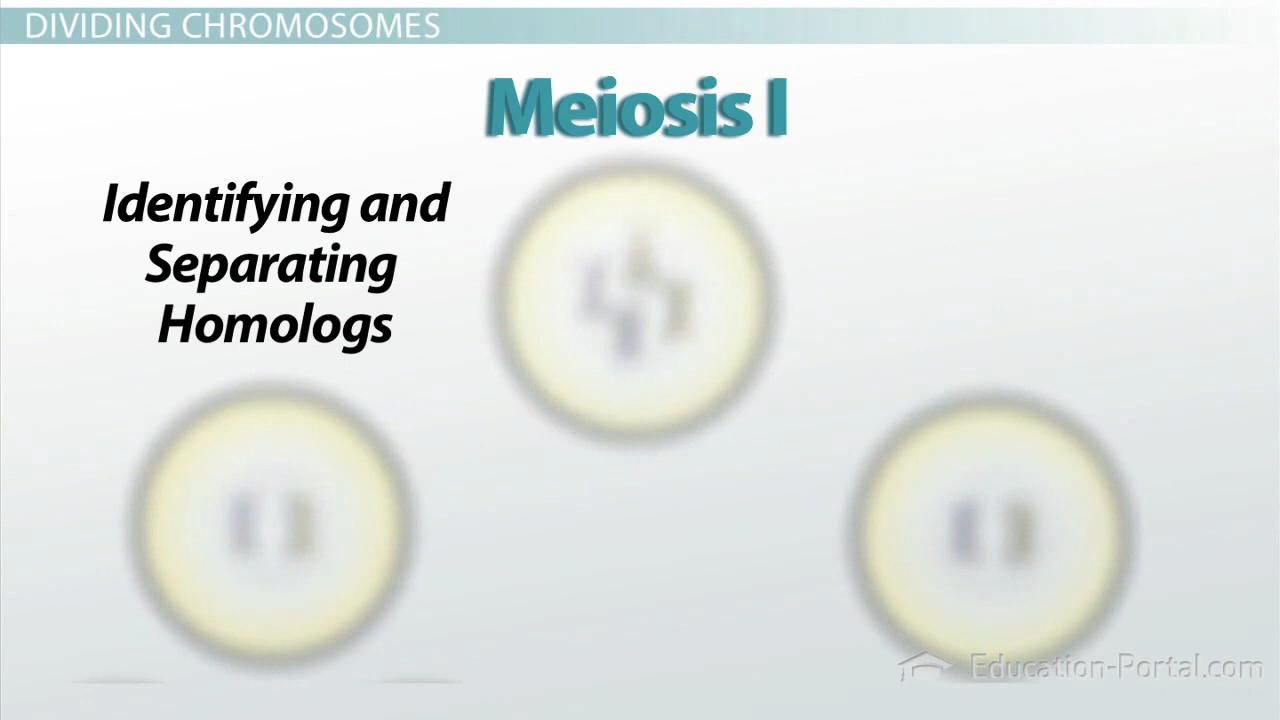 DIVIDING CHROMOSOMES
Meiosis I
Identifying and
Separating
Homologs
Education-Portal.com